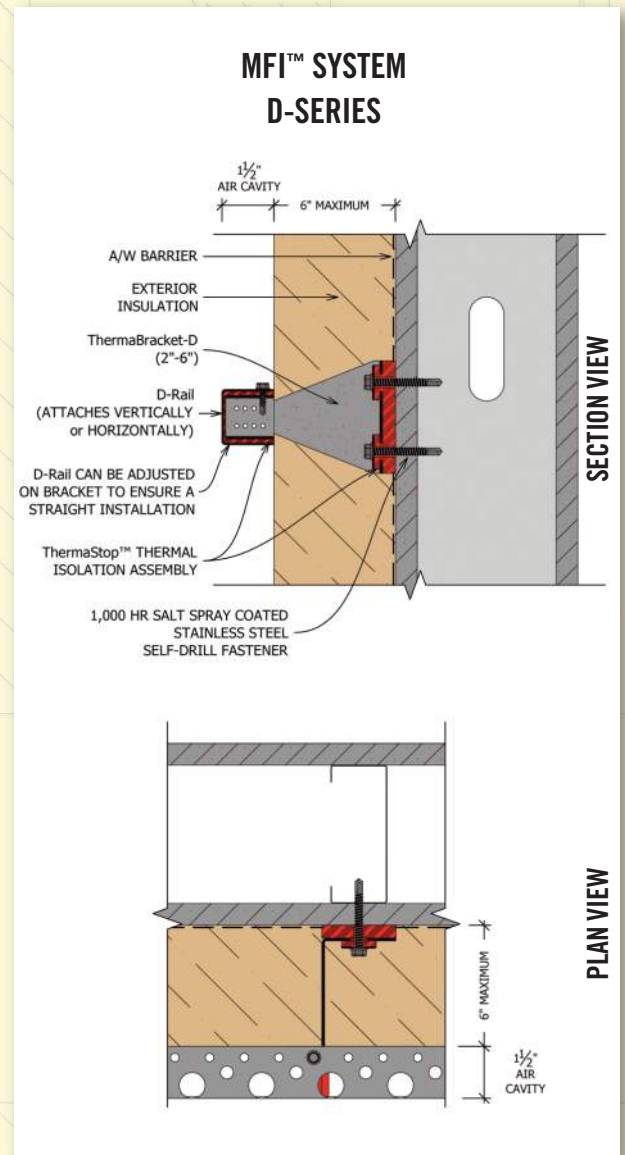 MFI™ SYSTEM
D-SERIES
1½"
AIR CAVITY
6" MAXIMUM
A/W BARRIER
EXTERIOR
INSULATION
ThermaBracket-D
(2"-6")
D-Rail
(ATTACHES VERTICALLY
or HORIZONTALLY)
D-Rail CAN BE ADJUSTED
ON BRACKET TO ENSURE A
STRAIGHT INSTALLATION
ThermaStop™ THERMAL
ISOLATION ASSEMBLY
1,000 HR SALT SPRAY COATED
STAINLESS STEEL
SELF-DRILL FASTENER
SECTION VIEW
6" MAXIMUM
1½"
AIR
CAVITY
PLAN VIEW